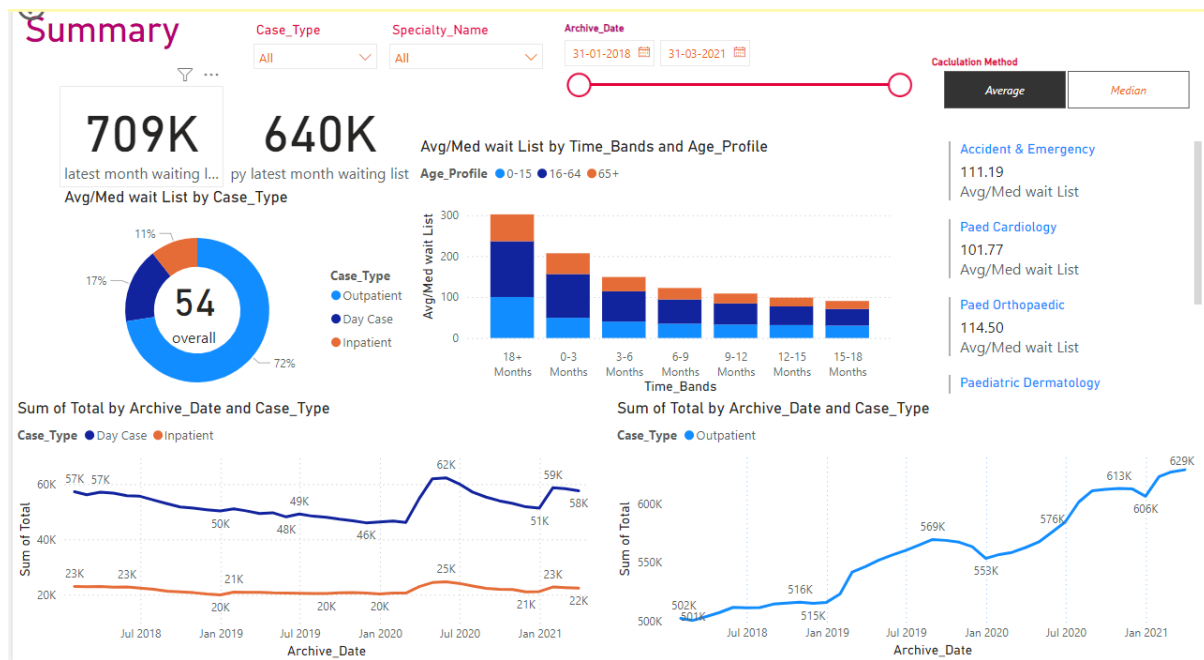 Summary
Case_Type
All
Specialty_Name
All
Archive_Date
31-01-2018
31-03-2021
Caclulation Method
Average
Median
709K
latest month waiting l...
640K
py latest month waiting list
Avg/Med wait List by Case_Type
11%
17%
72%
54
overall
Case_Type
Outpatient
Day Case
Inpatient
Avg/Med wait List by Time_Bands and Age_Profile
Age_Profile 0-15 16-64 65+
Avg/Med wait List
300
200
100
0
18+ Months
0-3 Months
3-6 Months
6-9 Months
9-12 Months
12-15 Months
15-18 Months
Time_Bands
Accident & Emergency
111.19
Avg/Med wait List
Paed Cardiology
101.77
Avg/Med wait List
Paed Orthopaedic
114.50
Avg/Med wait List
Paediatric Dermatology
Sum of Total by Archive_Date and Case_Type
Case_Type Day Case Inpatient
Sum of Total
60K
40K
20K
57K 57K 50K 48K 49K 46K 62K 51K 59K 58K
23K 23K 20K 21K 20K 20K 25K 21K 23K 22K
Jul 2018 Jan 2019 Jul 2019 Jan 2020 Jul 2020 Jan 2021
Archive_Date
Sum of Total by Archive_Date and Case_Type
Case_Type Outpatient
Sum of Total
600K
550K
500K
502K 501K 516K 515K 569K 553K 576K 613K 606K 629K
Jul 2018 Jan 2019 Jul 2019 Jan 2020 Jul 2020 Jan 2021
Archive_Date